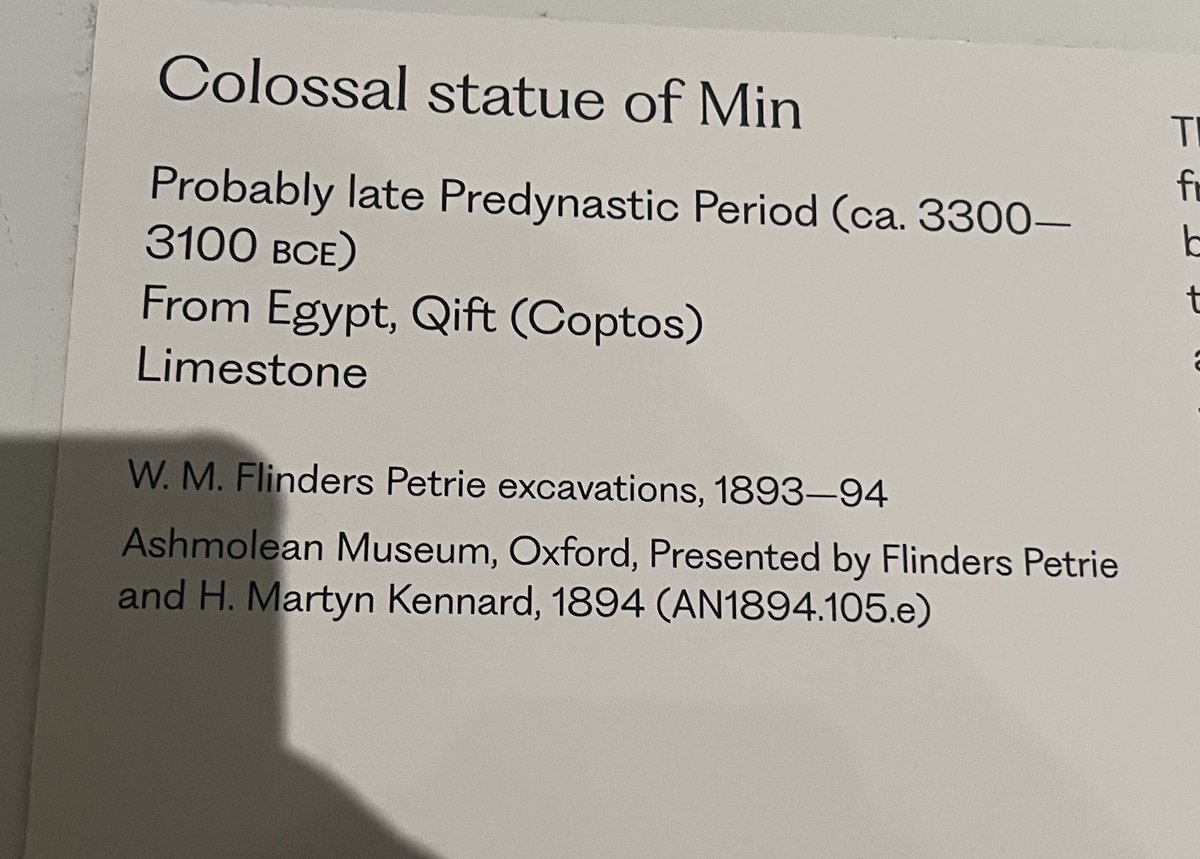 Colossal statue of Min
Probably late Predynastic Period (ca. 3300—
3100 BCE)
From Egypt, Qift (Coptos)
Limestone
W. M. Flinders Petrie excavations, 1893—94
Ashmolean Museum, Oxford, Presented by Flinders Petrie
and H. Martyn Kennard, 1894 (AN1894.105.e)